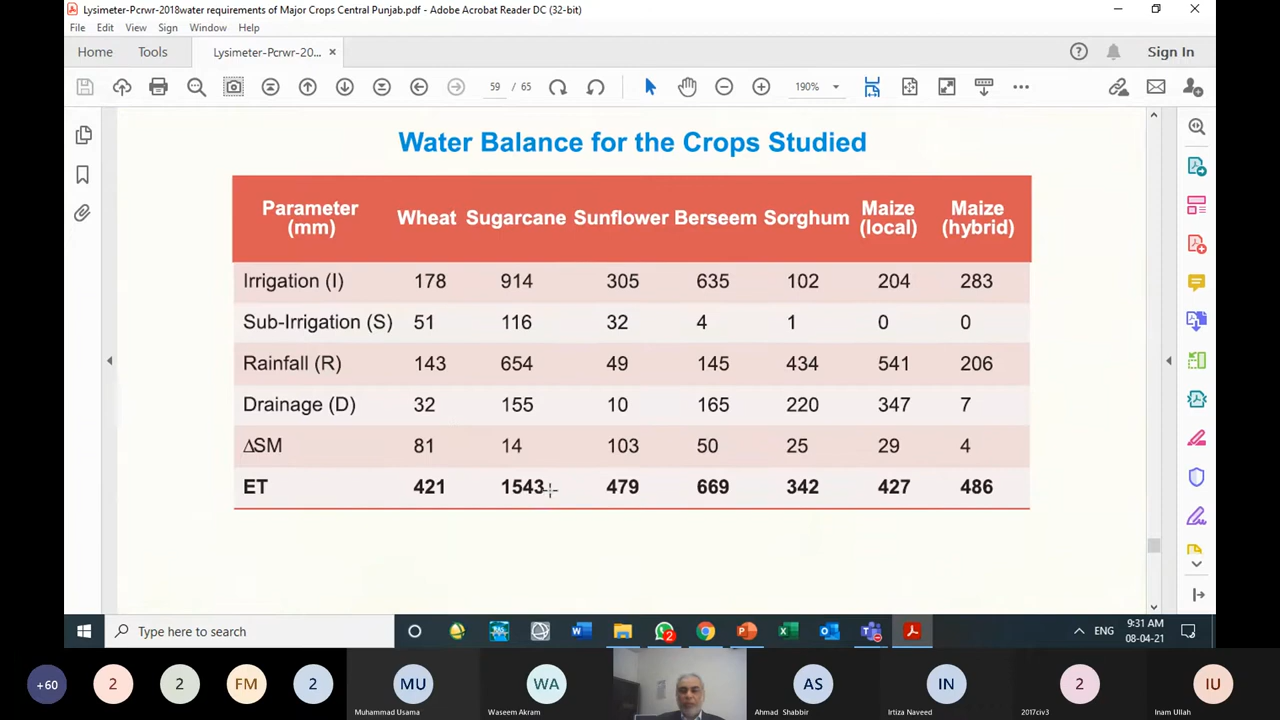 Lysimeter-Pcrwr-2018water requirements of Major Crops Central Punjab.pdf - Adobe Acrobat Reader DC (32-bit)
File Edit View Sign Window Help
Home Tools Lysimeter-Pcrwr-20... × Sign In
59 / 65 190%
Water Balance for the Crops Studied
Parameter (mm) Wheat Sugarcane Sunflower Berseem Sorghum Maize (local) Maize (hybrid)
Irrigation (I) 178 914 305 635 102 204 283
Sub-Irrigation (S) 51 116 32 4 1 0 0
Rainfall (R) 143 654 49 145 434 541 206
Drainage (D) 32 155 10 165 220 347 7
ΔSM 81 14 103 50 25 29 4
ET 421 1543 479 669 342 427 486
Type here to search 2 ENG 9:31 AM
08-04-21
+60 2 2 FM 2 MU WA AS IN 2 IU
Muhammad Usama Waseem Akram Ahmad Shabbir Irtiza Naveed 2017civ3 Inam Ullah